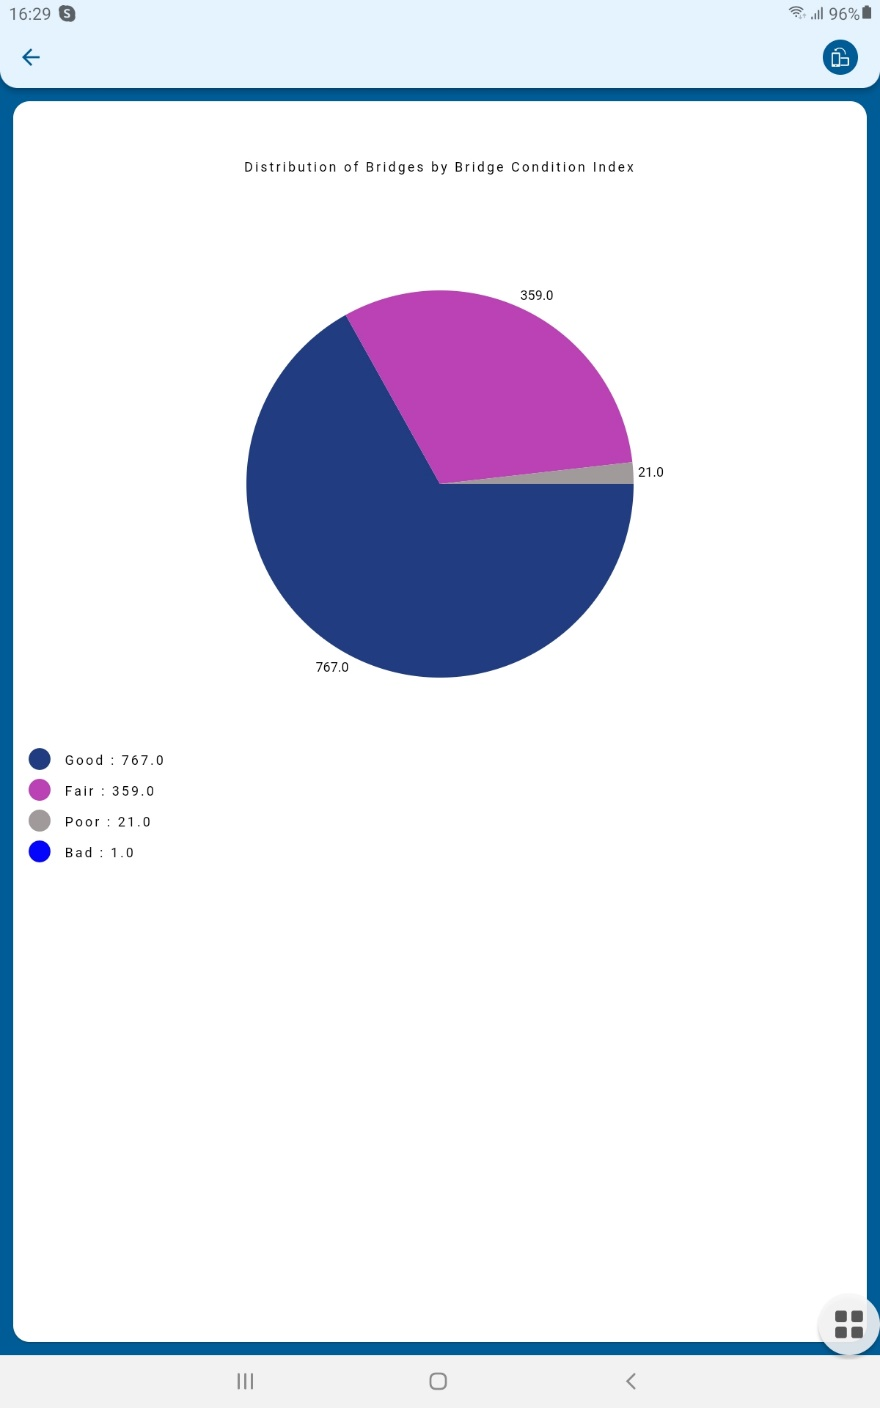 16:29 S 96%
Distribution of Bridges by Bridge Condition Index
359.0
21.0
767.0
Good : 767.0
Fair : 359.0
Poor : 21.0
Bad : 1.0